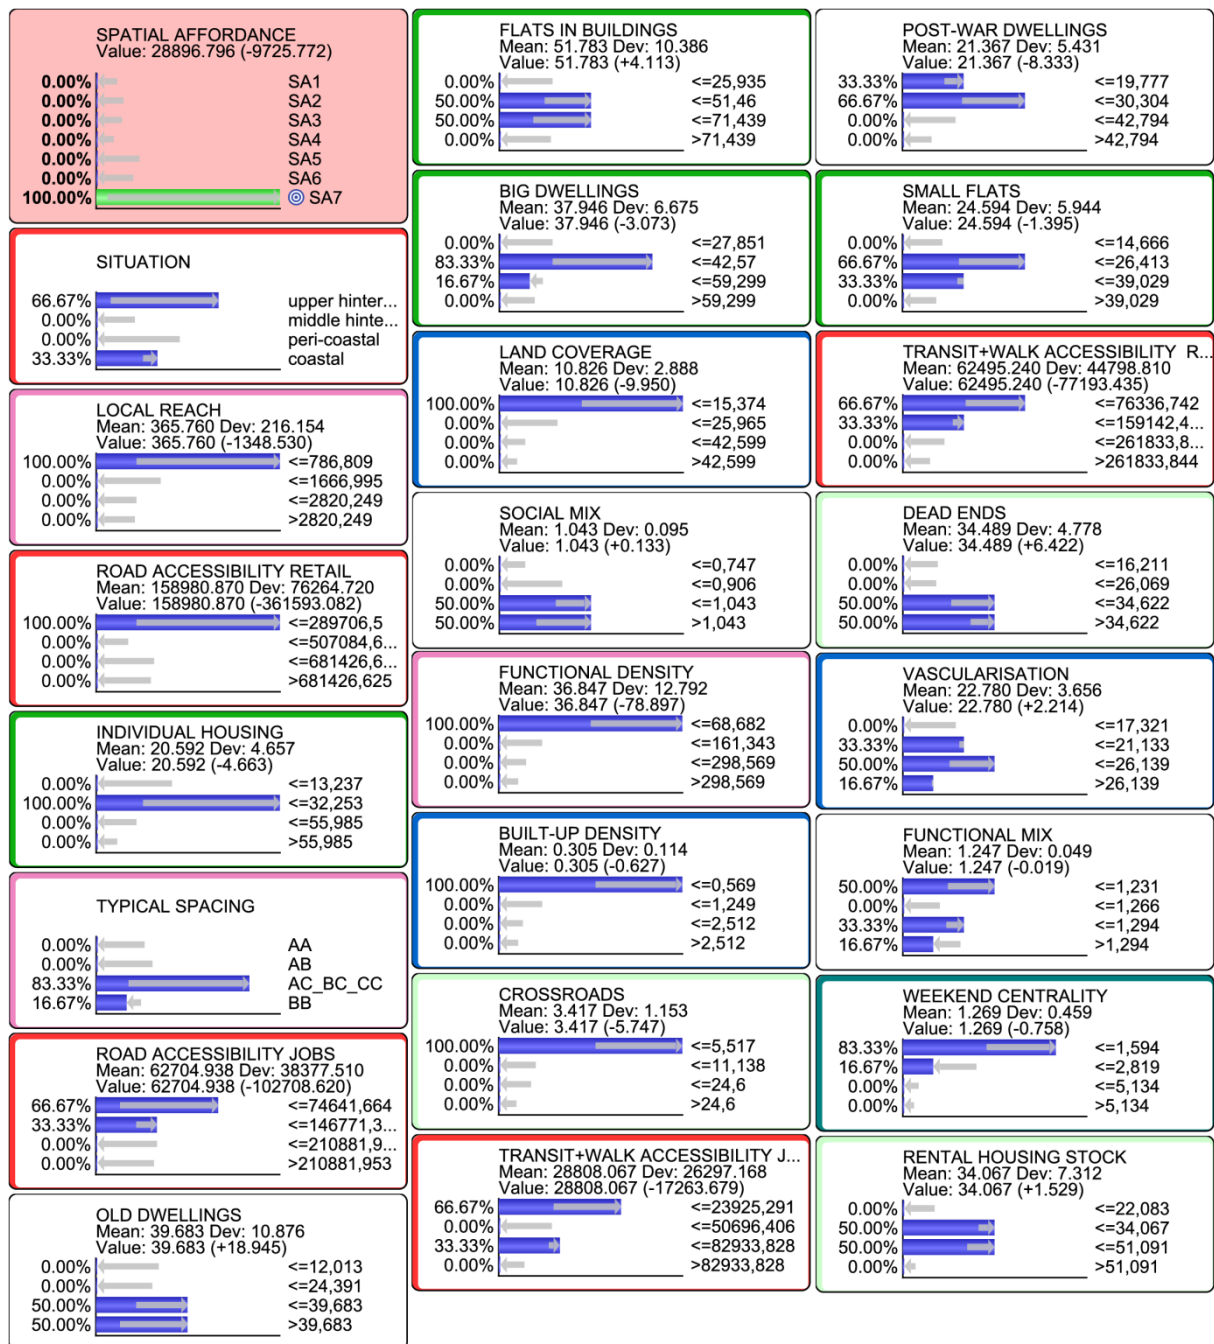 SPATIAL AFFORDANCE
Value: 28896.796 (-9725.772)
0.00% SA1
0.00% SA2
0.00% SA3
0.00% SA4
0.00% SA5
0.00% SA6
100.00% SA7
SITUATION
66.67% upper hinter...
0.00% middle hinte...
0.00% peri-coastal
33.33% coastal
LOCAL REACH
Mean: 365.760 Dev: 216.154
Value: 365.760 (-1348.530)
100.00% <=786,809
0.00% <=1666,995
0.00% <=2820,249
0.00% >2820,249
ROAD ACCESSIBILITY RETAIL
Mean: 158980.870 Dev: 76264.720
Value: 158980.870 (-361593.082)
100.00% <=289706,5
0.00% <=507084,6...
0.00% <=681426,6...
0.00% >681426,625
INDIVIDUAL HOUSING
Mean: 20.592 Dev: 4.657
Value: 20.592 (-4.663)
0.00% <=13,237
100.00% <=32,253
0.00% <=55,985
0.00% >55,985
TYPICAL SPACING
0.00% AA
0.00% AB
83.33% AC_BC_CC
16.67% BB
ROAD ACCESSIBILITY JOBS
Mean: 62704.938 Dev: 38377.510
Value: 62704.938 (-102708.620)
66.67% <=74641,664
33.33% <=146771,3...
0.00% <=210881,9...
0.00% >210881,953
OLD DWELLINGS
Mean: 39.683 Dev: 10.876
Value: 39.683 (+18.945)
0.00% <=12,013
0.00% <=24,391
50.00% <=39,683
50.00% >39,683
FLATS IN BUILDINGS
Mean: 51.783 Dev: 10.386
Value: 51.783 (+4.113)
0.00% <=25,935
50.00% <=51,46
50.00% <=71,439
0.00% >71,439
BIG DWELLINGS
Mean: 37.946 Dev: 6.675
Value: 37.946 (-3.073)
0.00% <=27,851
83.33% <=42,57
16.67% <=59,299
0.00% >59,299
LAND COVERAGE
Mean: 10.826 Dev: 2.888
Value: 10.826 (-9.950)
100.00% <=15,374
0.00% <=25,965
0.00% <=42,599
0.00% >42,599
SOCIAL MIX
Mean: 1.043 Dev: 0.095
Value: 1.043 (+0.133)
0.00% <=0,747
0.00% <=0,906
50.00% <=1,043
50.00% >1,043
FUNCTIONAL DENSITY
Mean: 36.847 Dev: 12.792
Value: 36.847 (-78.897)
100.00% <=68,682
0.00% <=161,343
0.00% <=298,569
0.00% >298,569
BUILT-UP DENSITY
Mean: 0.305 Dev: 0.114
Value: 0.305 (-0.627)
100.00% <=0,569
0.00% <=1,249
0.00% <=2,512
0.00% >2,512
CROSSROADS
Mean: 3.417 Dev: 1.153
Value: 3.417 (-5.747)
100.00% <=5,517
0.00% <=11,138
0.00% <=24,6
0.00% >24,6
TRANSIT+WALK ACCESSIBILITY J...
Mean: 28808.067 Dev: 26297.168
Value: 28808.067 (-17263.679)
66.67% <=23925,291
0.00% <=50696,406
33.33% <=82933,828
0.00% >82933,828
POST-WAR DWELLINGS
Mean: 21.367 Dev: 5.431
Value: 21.367 (-8.333)
33.33% <=19,777
66.67% <=30,304
0.00% <=42,794
0.00% >42,794
SMALL FLATS
Mean: 24.594 Dev: 5.944
Value: 24.594 (-1.395)
0.00% <=14,666
66.67% <=26,413
33.33% <=39,029
0.00% >39,029
TRANSIT+WALK ACCESSIBILITY R...
Mean: 62495.240 Dev: 44798.810
Value: 62495.240 (-77193.435)
66.67% <=76336,742
33.33% <=159142,4...
0.00% <=261833,8...
0.00% >261833,844
DEAD ENDS
Mean: 34.489 Dev: 4.778
Value: 34.489 (+6.422)
0.00% <=16,211
0.00% <=26,069
50.00% <=34,622
50.00% >34,622
VASCULARISATION
Mean: 22.780 Dev: 3.656
Value: 22.780 (+2.214)
0.00% <=17,321
33.33% <=21,133
50.00% <=26,139
16.67% >26,139
FUNCTIONAL MIX
Mean: 1.247 Dev: 0.049
Value: 1.247 (-0.019)
50.00% <=1,231
0.00% <=1,266
33.33% <=1,294
16.67% >1,294
WEEKEND CENTRALITY
Mean: 1.269 Dev: 0.459
Value: 1.269 (-0.758)
83.33% <=1,594
16.67% <=2,819
0.00% <=5,134
0.00% >5,134
RENTAL HOUSING STOCK
Mean: 34.067 Dev: 7.312
Value: 34.067 (+1.529)
0.00% <=22,083
50.00% <=34,067
50.00% <=51,091
0.00% >51,091